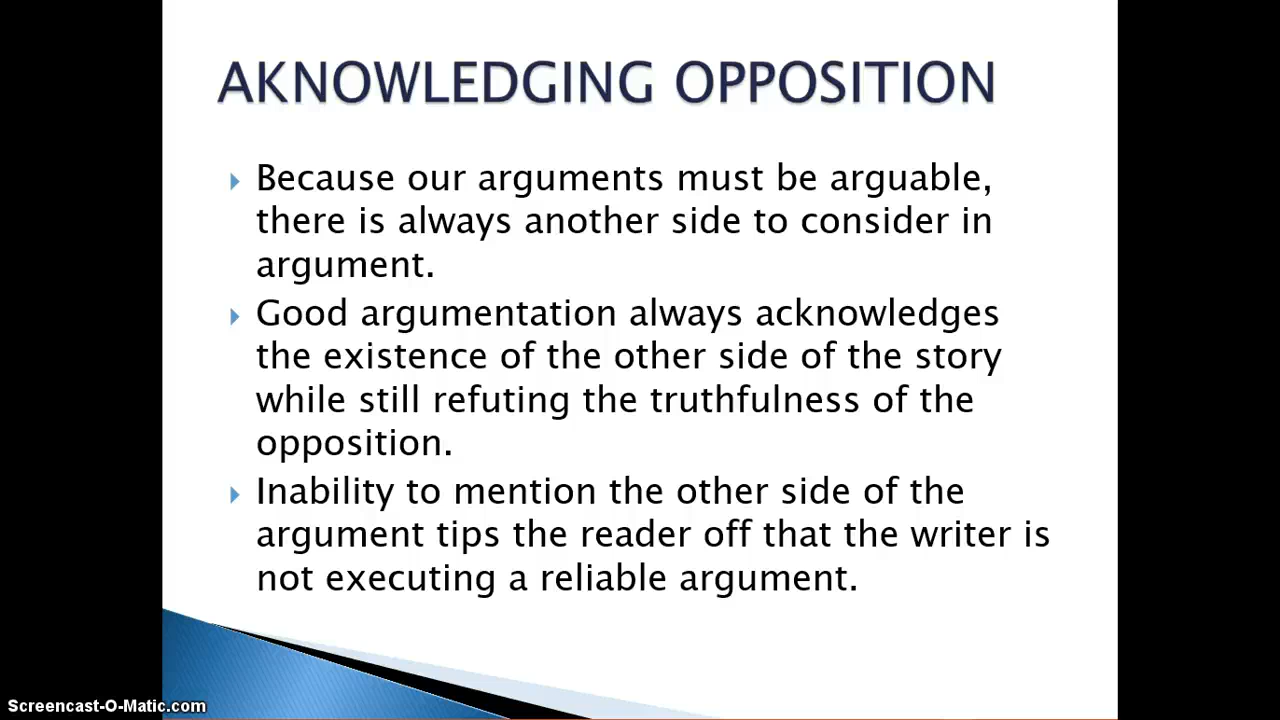 AKNOWLEDGING OPPOSITION
Because our arguments must be arguable,
there is always another side to consider in
argument.
Good argumentation always acknowledges
the existence of the other side of the story
while still refuting the truthfulness of the
opposition.
Inability to mention the other side of the
argument tips the reader off that the writer is
not executing a reliable argument.
Screencast-O-Matic.com